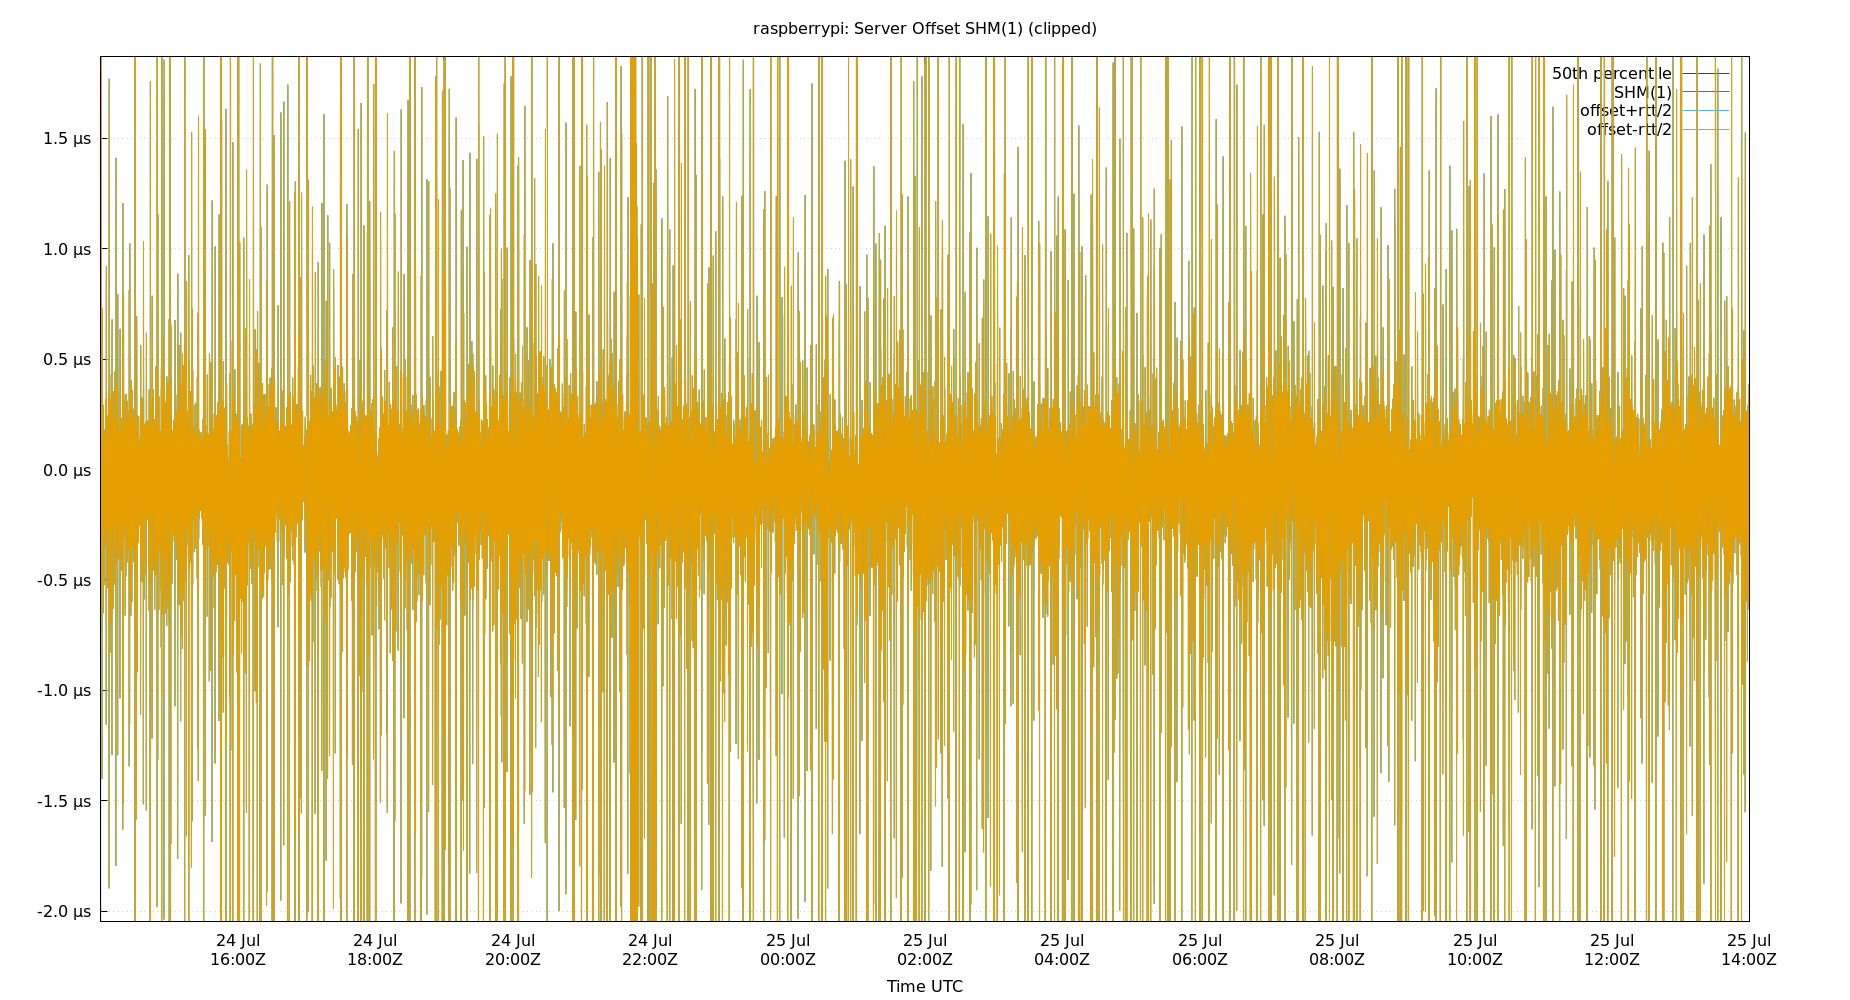 raspberrypi: Server Offset SHM(1) (clipped)
50th percentile
SHM(1)
offset+rtt/2
offset-rtt/2
1.5 µs
1.0 µs
0.5 µs
0.0 µs
-0.5 µs
-1.0 µs
-1.5 µs
-2.0 µs
24 Jul 24 Jul 24 Jul 24 Jul 25 Jul 25 Jul 25 Jul 25 Jul 25 Jul 25 Jul 25 Jul 25 Jul
16:00Z 18:00Z 20:00Z 22:00Z 00:00Z 02:00Z 04:00Z 06:00Z 08:00Z 10:00Z 12:00Z 14:00Z
Time UTC